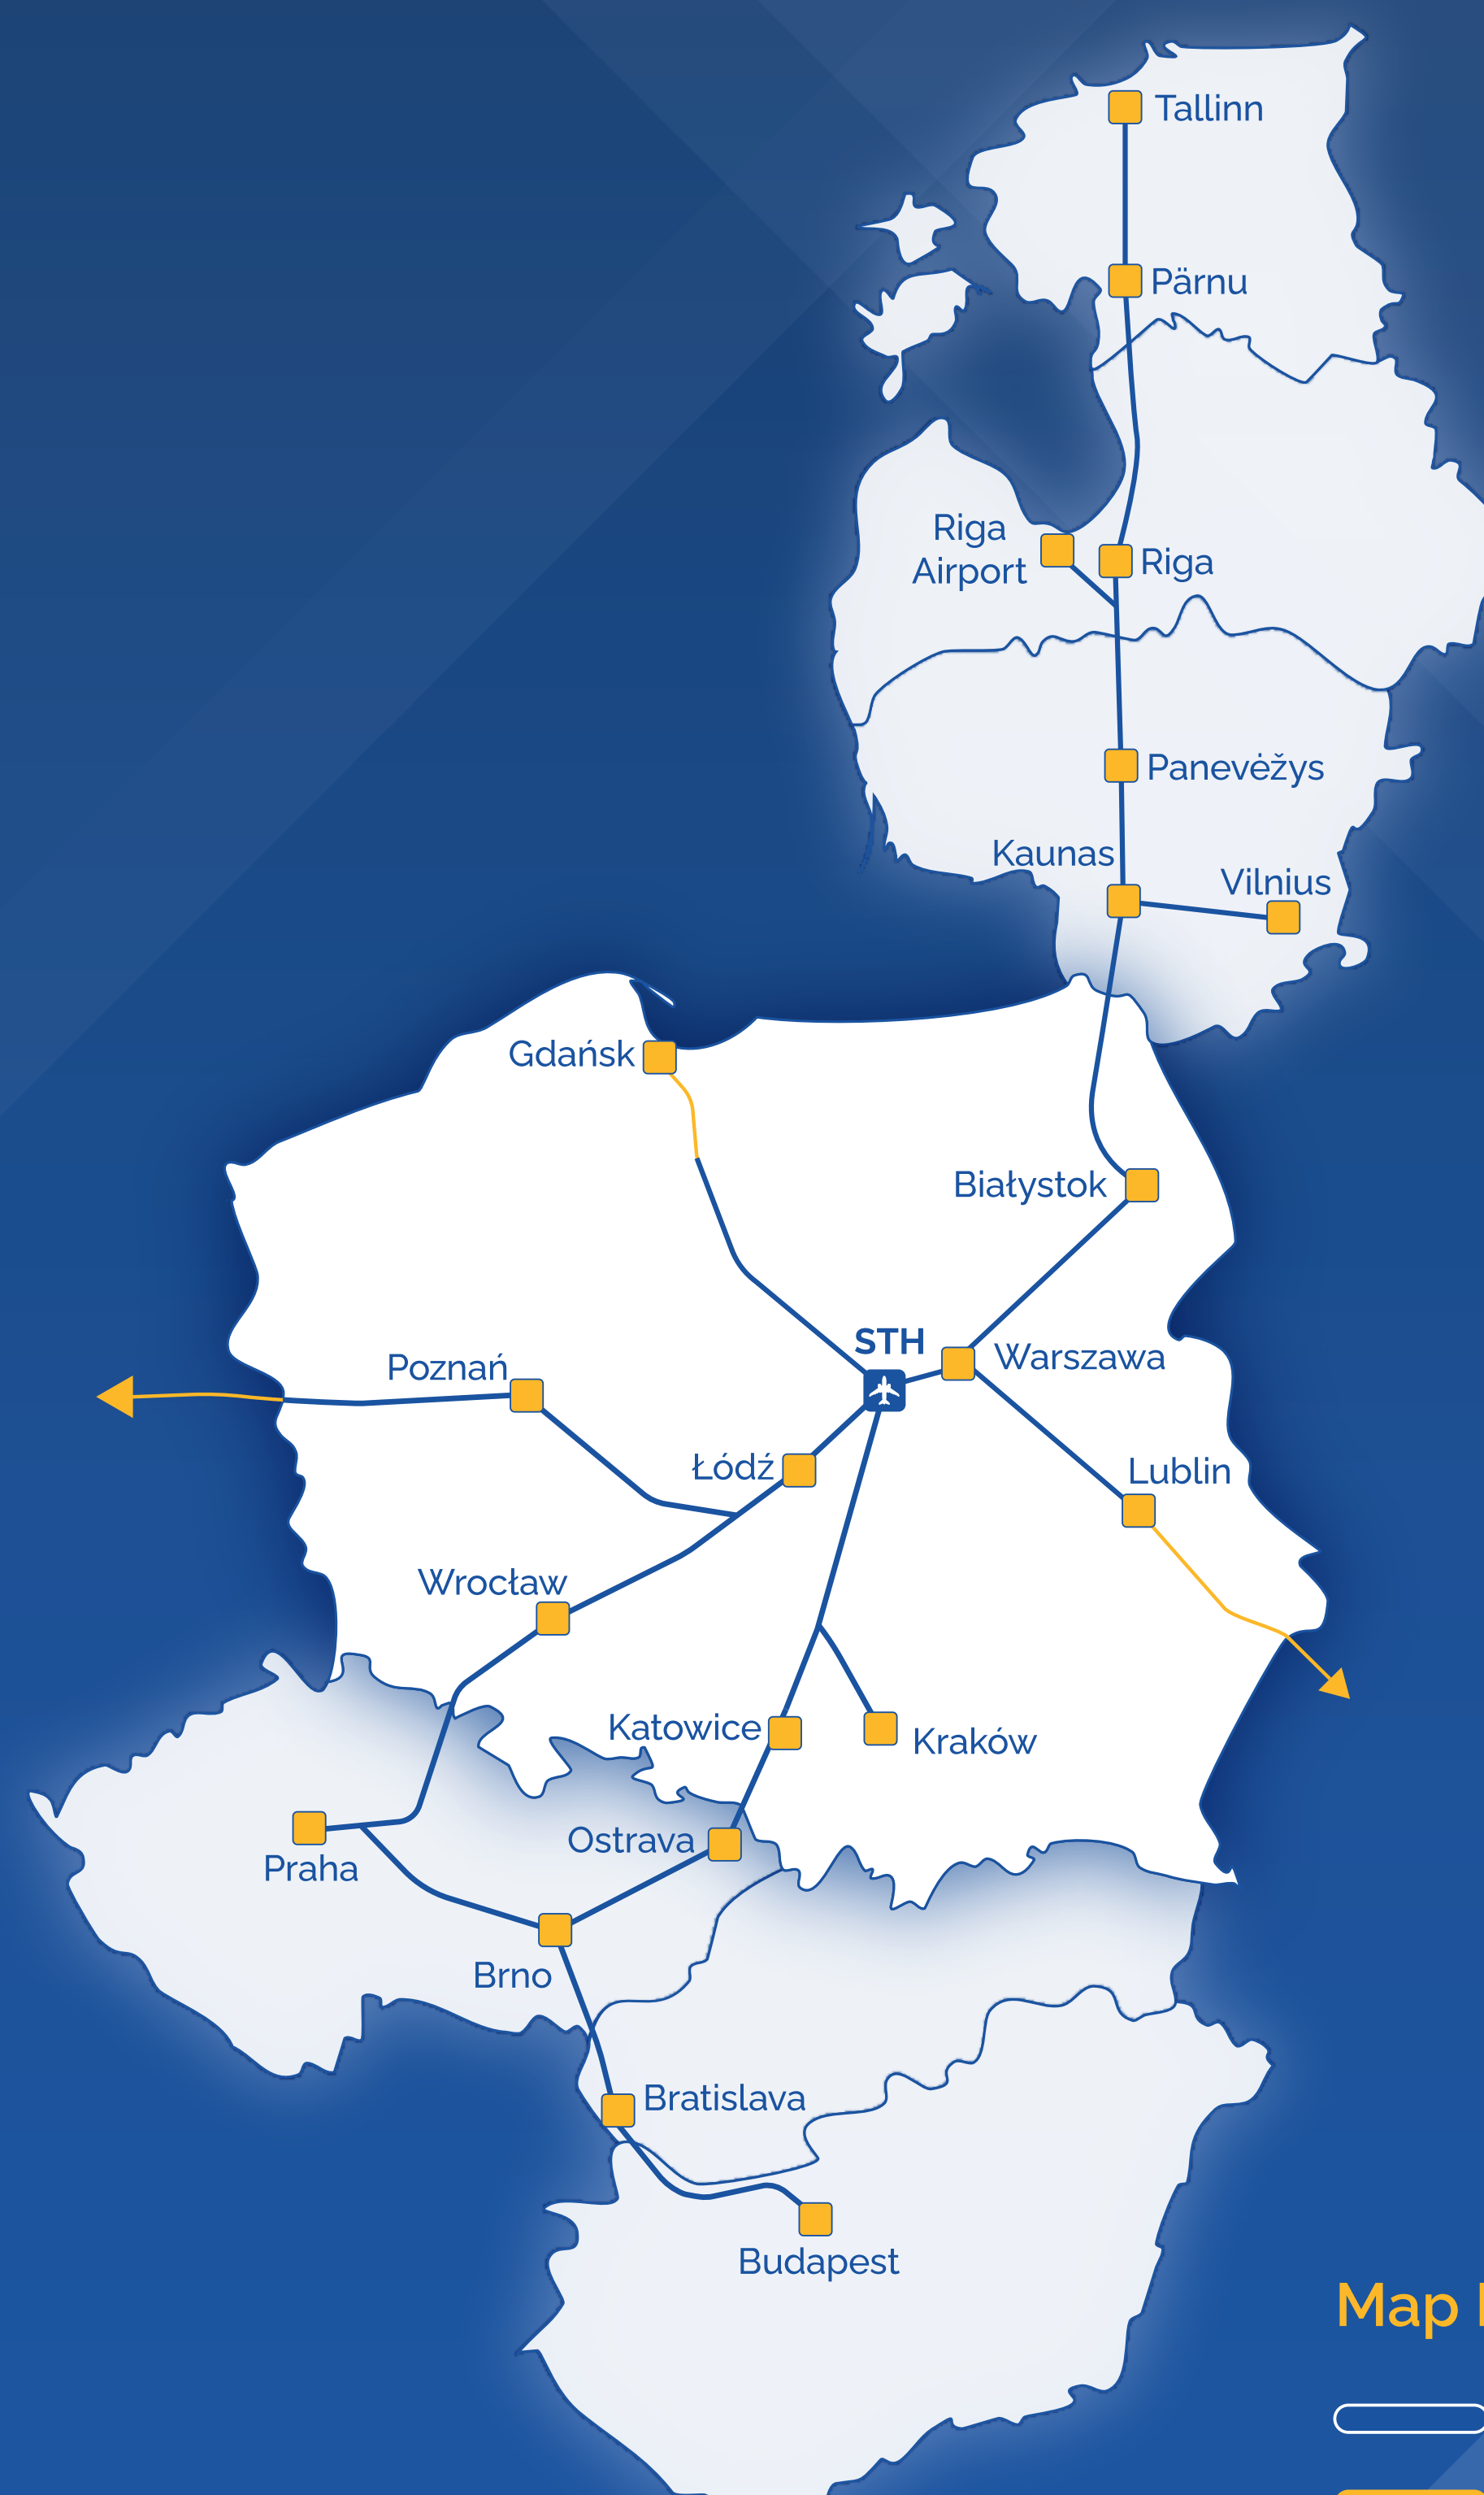 Tallinn
Pärnu
Riga
Airport
Riga
Panevėžys
Kaunas
Vilnius
Gdańsk
Białystok
STH
Warszawa
Poznań
Łódź
Lublin
Wrocław
Katowice
Kraków
Ostrava
Praha
Brno
Bratislava
Budapest
Map